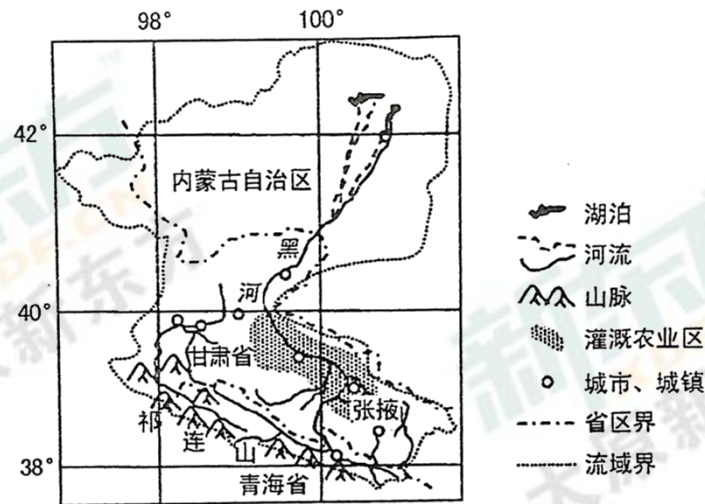 98° 100°
42°
内蒙古自治区
黑
河
40°
甘肃省
张掖
祁连山
38°
青海省
湖泊
河流
山脉
灌溉农业区
城市、城镇
省区界
流域界